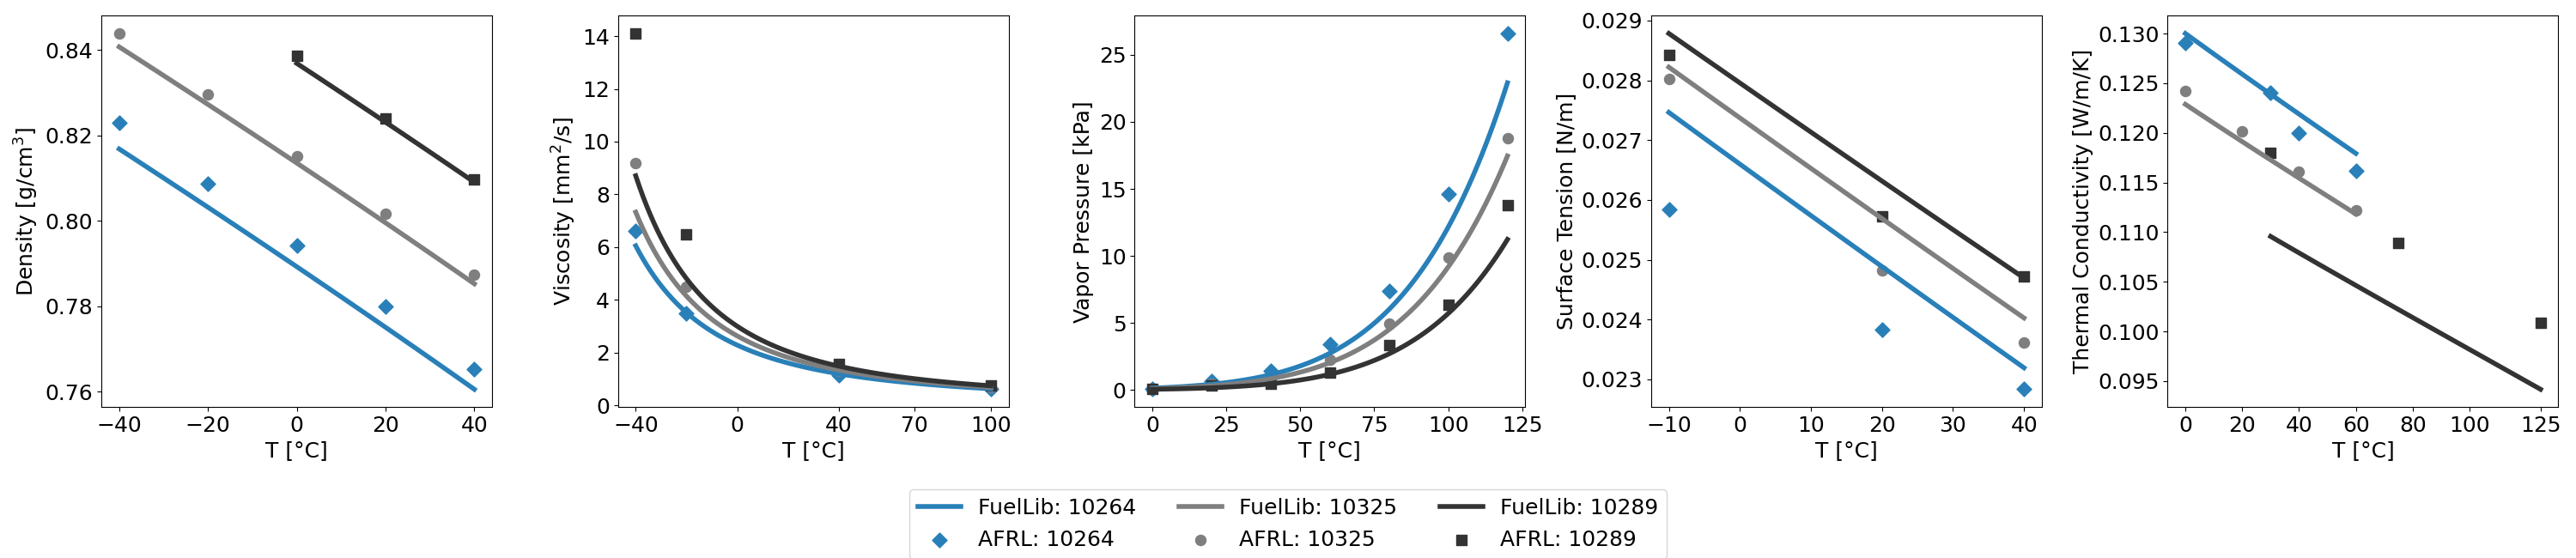 Density [g/cm³]
0.84
0.82
0.80
0.78
0.76
−40 −20 0 20 40
T [°C]
Viscosity [mm²/s]
14
12
10
8
6
4
2
0
−40 0 40 70 100
T [°C]
Vapor Pressure [kPa]
25
20
15
10
5
0
0 25 50 75 100 125
T [°C]
Surface Tension [N/m]
0.029
0.028
0.027
0.026
0.025
0.024
0.023
−10 0 10 20 30 40
T [°C]
Thermal Conductivity [W/m/K]
0.130
0.125
0.120
0.115
0.110
0.105
0.100
0.095
0 20 40 60 80 100 125
T [°C]
FuelLib: 10264 FuelLib: 10325 FuelLib: 10289
AFRL: 10264 AFRL: 10325 AFRL: 10289